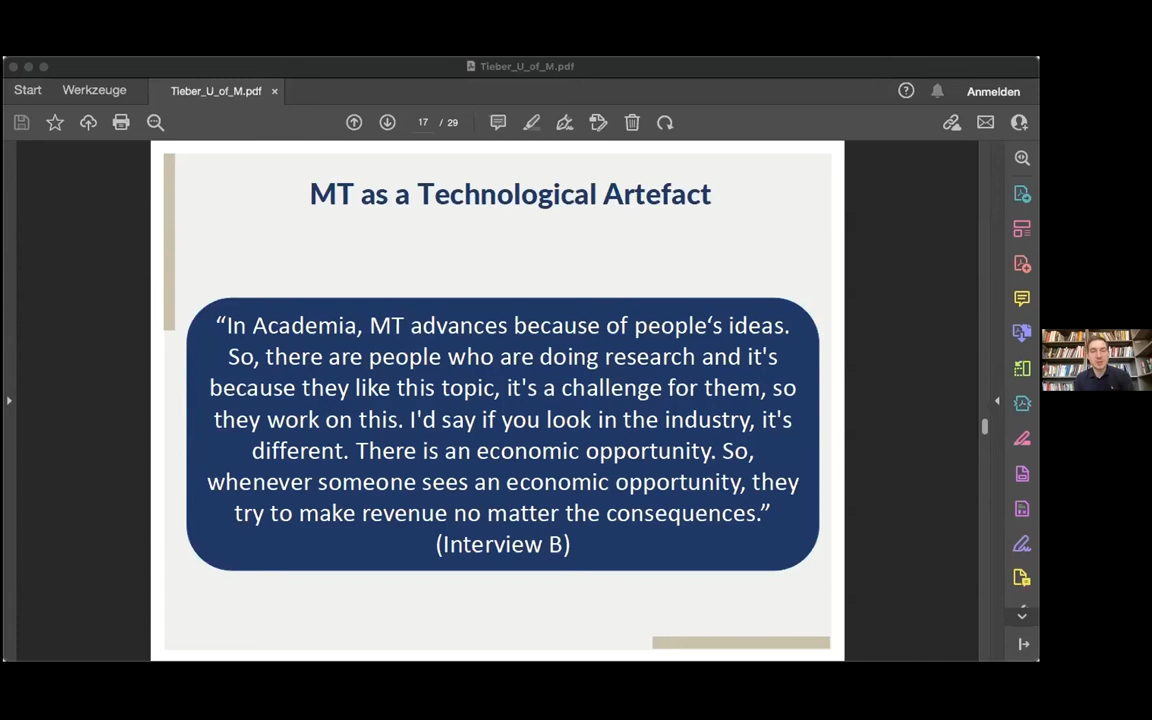 Tieber_U_of_M.pdf
Start
Werkzeuge
Tieber_U_of_M.pdf ×
Anmelden
17 / 29
MT as a Technological Artefact
“In Academia, MT advances because of people‘s ideas.
So, there are people who are doing research and it's
because they like this topic, it's a challenge for them, so
they work on this. I'd say if you look in the industry, it's
different. There is an economic opportunity. So,
whenever someone sees an economic opportunity, they
try to make revenue no matter the consequences.”
(Interview B)